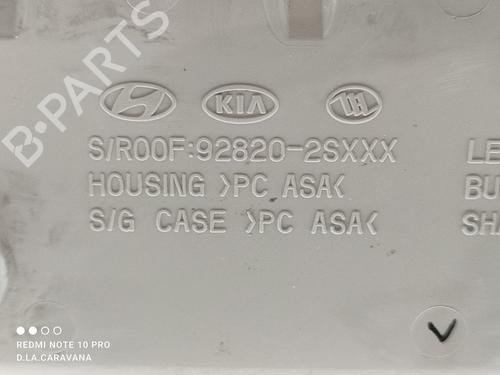 B-PARTS
KIA
S/ROOF:92820-2SXXX
HOUSING >PC ASA<
S/G CASE >PC ASA<
LE
BU
SHA
REDMI NOTE 10 PRO
D.L.A.CARAVANA